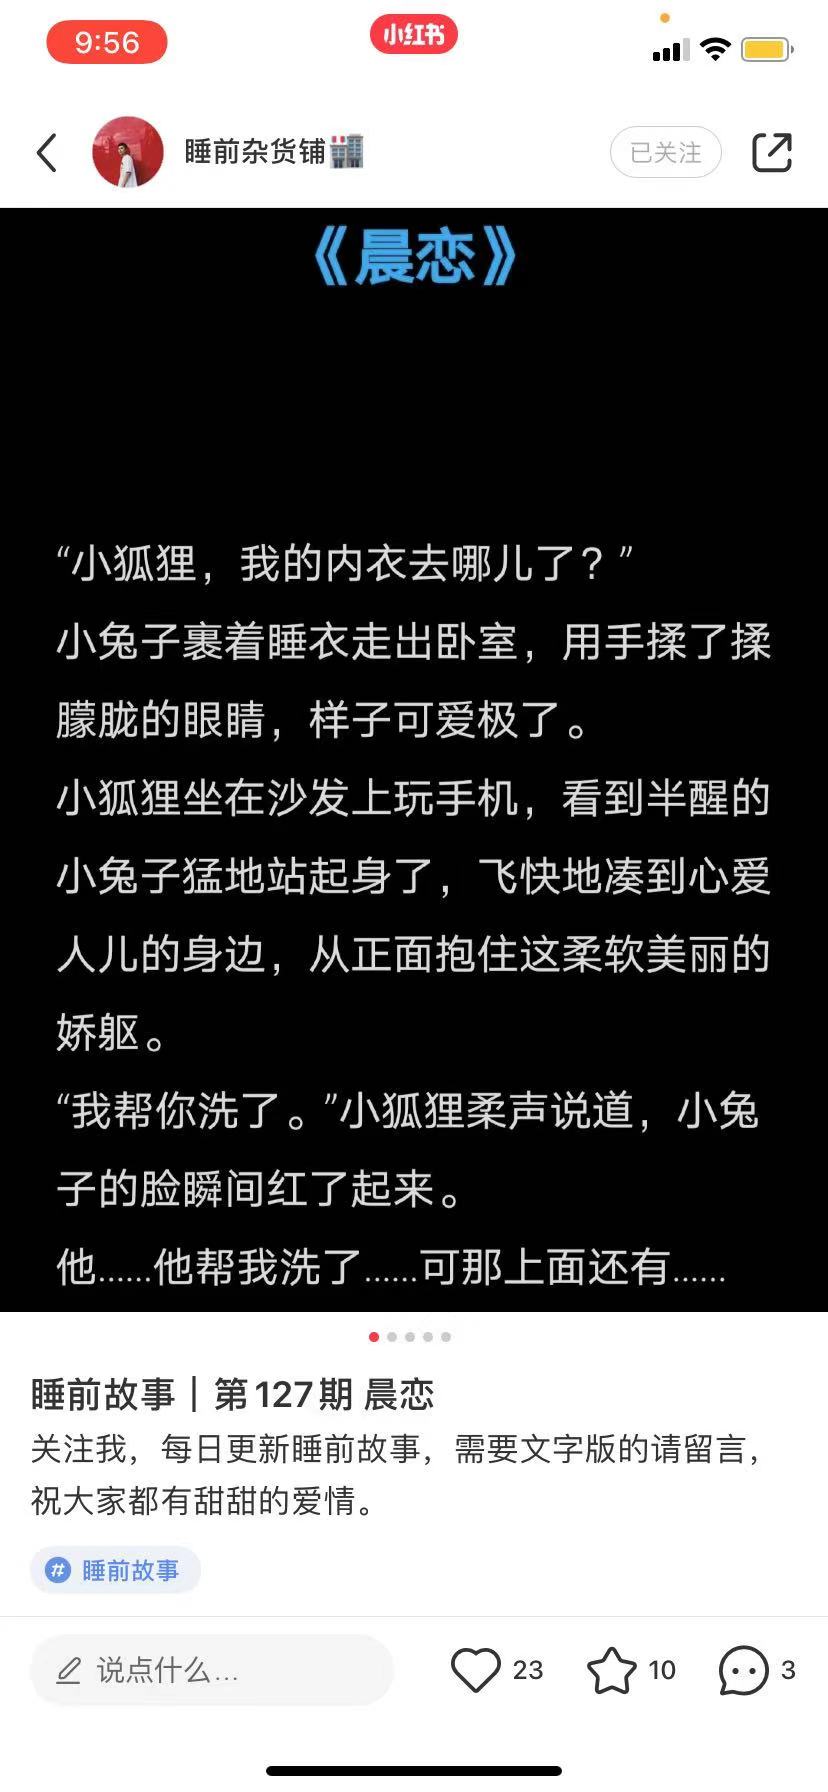 9:56
小红书
睡前杂货铺🏬
已关注
《晨恋》
“小狐狸，我的内衣去哪儿了？”
小兔子裹着睡衣走出卧室，用手揉了揉
朦胧的眼睛，样子可爱极了。
小狐狸坐在沙发上玩手机，看到半醒的
小兔子猛地站起身了，飞快地凑到心爱
人儿的身边，从正面抱住这柔软美丽的
娇躯。
“我帮你洗了。”小狐狸柔声说道，小兔
子的脸瞬间红了起来。
他......他帮我洗了......可那上面还有......
睡前故事｜第127期 晨恋
关注我，每日更新睡前故事，需要文字版的请留言，
祝大家都有甜甜的爱情。
# 睡前故事
说点什么...
23
10
3